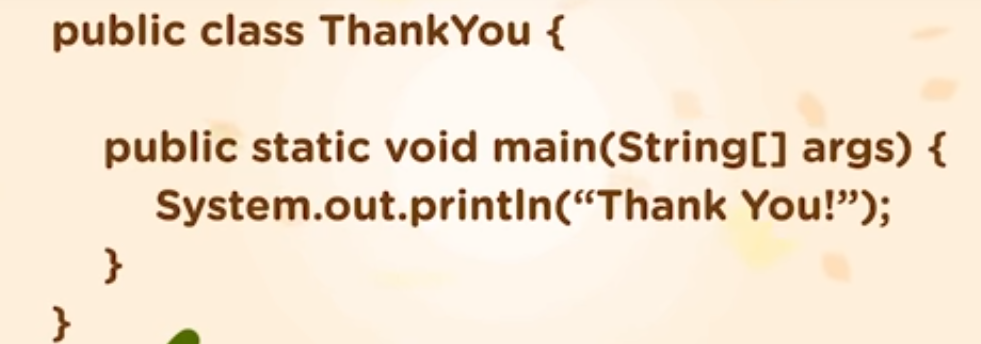 public class ThankYou {
public static void main(String[] args) {
System.out.println(“Thank You!”);
}
}